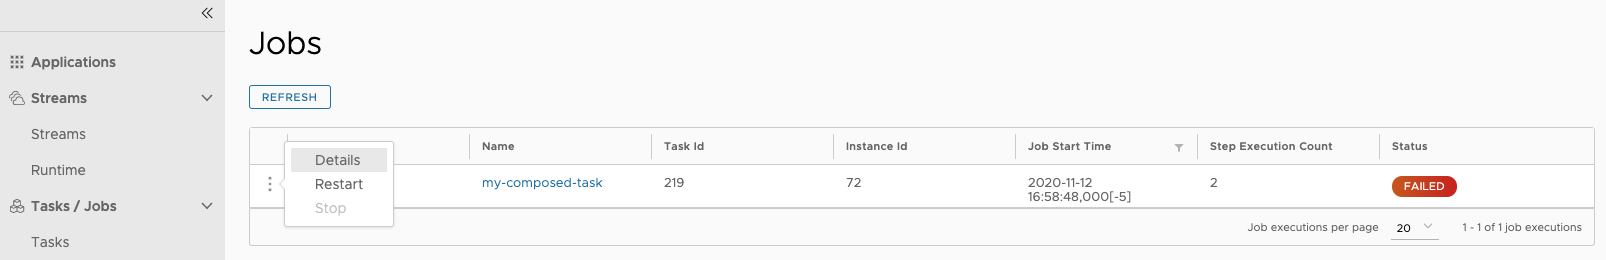 Applications
Streams
Streams
Runtime
Tasks / Jobs
Tasks
Jobs
REFRESH
Name Task Id Instance Id Job Start Time Step Execution Count Status
Details
Restart
Stop
my-composed-task 219 72 2020-11-12 2 FAILED
16:58:48,000[-5]
Job executions per page 20 1 - 1 of 1 job executions